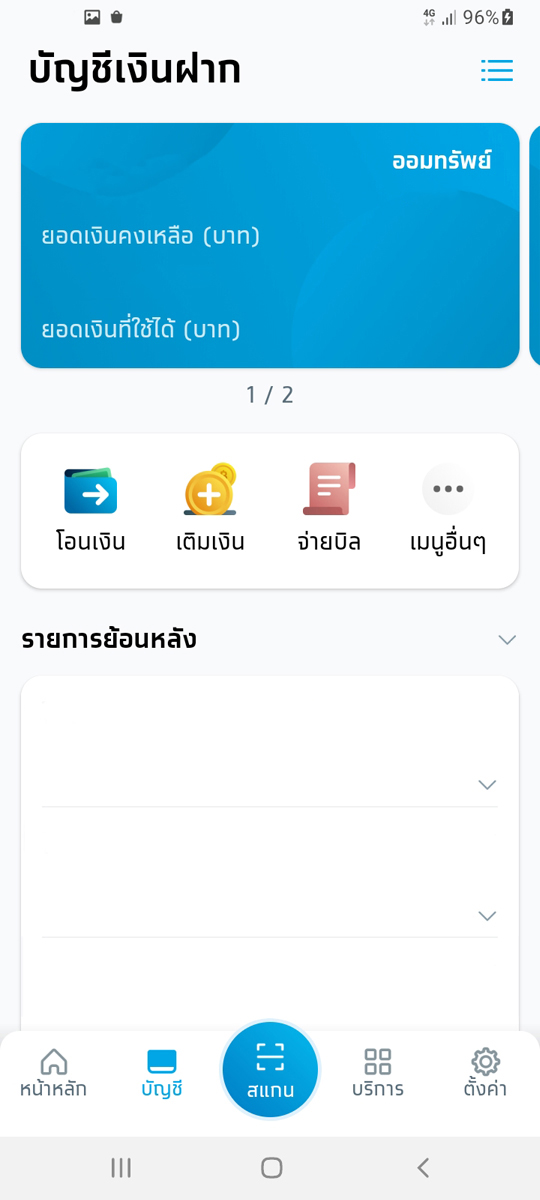 4G 96%
บัญชีเงินฝาก
ออมทรัพย์
ยอดเงินคงเหลือ (บาท)
ยอดเงินที่ใช้ได้ (บาท)
1 / 2
โอนเงิน เติมเงิน จ่ายบิล เมนูอื่นๆ
รายการย้อนหลัง
หน้าหลัก บัญชี สแกน บริการ ตั้งค่า